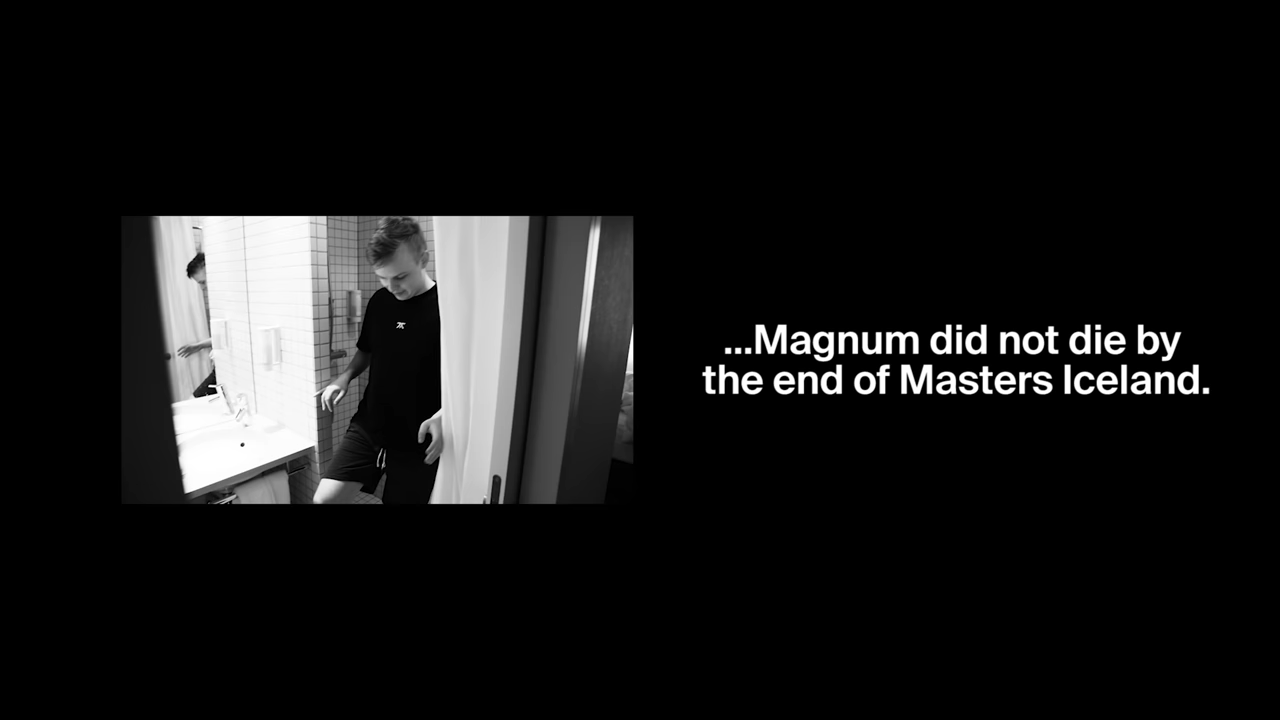 ...Magnum did not die by
the end of Masters Iceland.